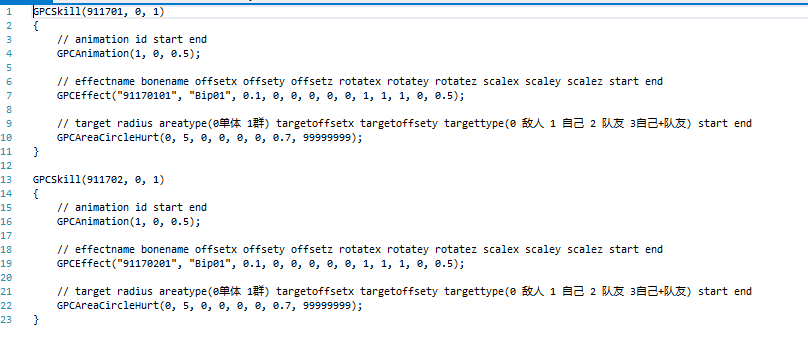 1 GPCSkill(911701, 0, 1)
2 {
3 // animation id start end
4 GPCAnimation(1, 0, 0.5);
5
6 // effectname bonename offsetx offsety offsetz rotatex rotatey rotatez scalex scaley scalez start end
7 GPCEffect("91170101", "Bip01", 0.1, 0, 0, 0, 0, 0, 1, 1, 1, 0, 0.5);
8
9 // target radius areatype(0单体 1群) targetoffsetx targetoffsety targettype(0 敌人 1 自己 2 队友 3自己+队友) start end
10 GPCAreaCircleHurt(0, 5, 0, 0, 0, 0, 0.7, 99999999);
11 }
12
13 GPCSkill(911702, 0, 1)
14 {
15 // animation id start end
16 GPCAnimation(1, 0, 0.5);
17
18 // effectname bonename offsetx offsety offsetz rotatex rotatey rotatez scalex scaley scalez start end
19 GPCEffect("91170201", "Bip01", 0.1, 0, 0, 0, 0, 0, 1, 1, 1, 0, 0.5);
20
21 // target radius areatype(0单体 1群) targetoffsetx targetoffsety targettype(0 敌人 1 自己 2 队友 3自己+队友) start end
22 GPCAreaCircleHurt(0, 5, 0, 0, 0, 0, 0.7, 99999999);
23 }